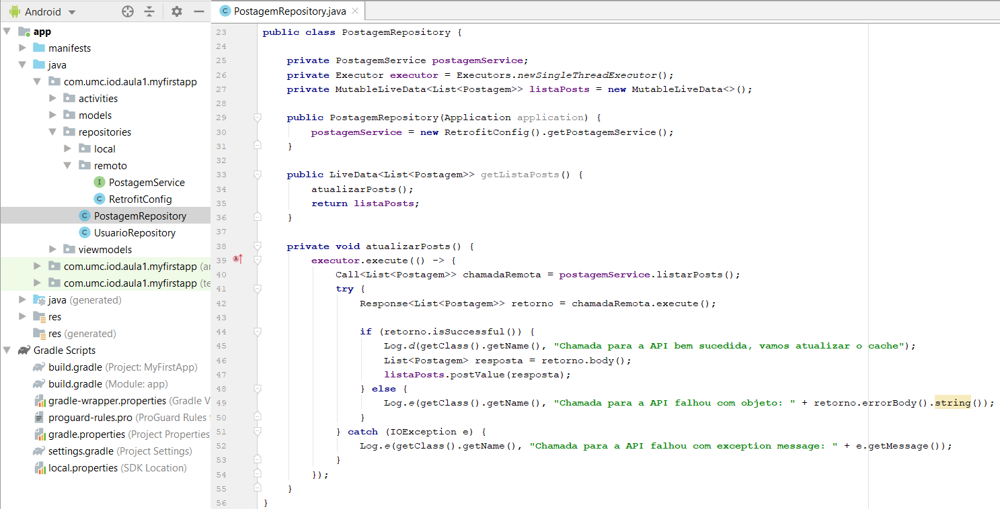 Android
app
manifests
java
com.umc.iod.aula1.myfirstapp
activities
models
repositories
local
remoto
I PostagemService
C RetrofitConfig
C PostagemRepository
C UsuarioRepository
viewmodels
com.umc.iod.aula1.myfirstapp (ar
com.umc.iod.aula1.myfirstapp (te
java (generated)
res
res (generated)
Gradle Scripts
build.gradle (Project: MyFirstApp)
build.gradle (Module: app)
gradle-wrapper.properties (Gradle V
proguard-rules.pro (ProGuard Rules f
gradle.properties (Project Properties
settings.gradle (Project Settings)
local.properties (SDK Location)
C PostagemRepository.java
23 public class PostagemRepository {
24
25 private PostagemService postagemService;
26 private Executor executor = Executors.newSingleThreadExecutor();
27 private MutableLiveData<List<Postagem>> listaPosts = new MutableLiveData<>();
28
29 public PostagemRepository(Application application) {
30 postagemService = new RetrofitConfig().getPostagemService();
31 }
32
33 public LiveData<List<Postagem>> getListaPosts() {
34 atualizarPosts();
35 return listaPosts;
36 }
37
38 private void atualizarPosts() {
39 executor.execute(() -> {
40 Call<List<Postagem>> chamadaRemota = postagemService.listarPosts();
41 try {
42 Response<List<Postagem>> retorno = chamadaRemota.execute();
43
44 if (retorno.isSuccessful()) {
45 Log.d(getClass().getName(), "Chamada para a API bem sucedida, vamos atualizar o cache");
46 List<Postagem> resposta = retorno.body();
47 listaPosts.postValue(resposta);
48 } else {
49 Log.e(getClass().getName(), "Chamada para a API falhou com objeto: " + retorno.errorBody().string());
50 }
51 } catch (IOException e) {
52 Log.e(getClass().getName(), "Chamada para a API falhou com exception message: " + e.getMessage());
53 }
54 });
55 }
56 }